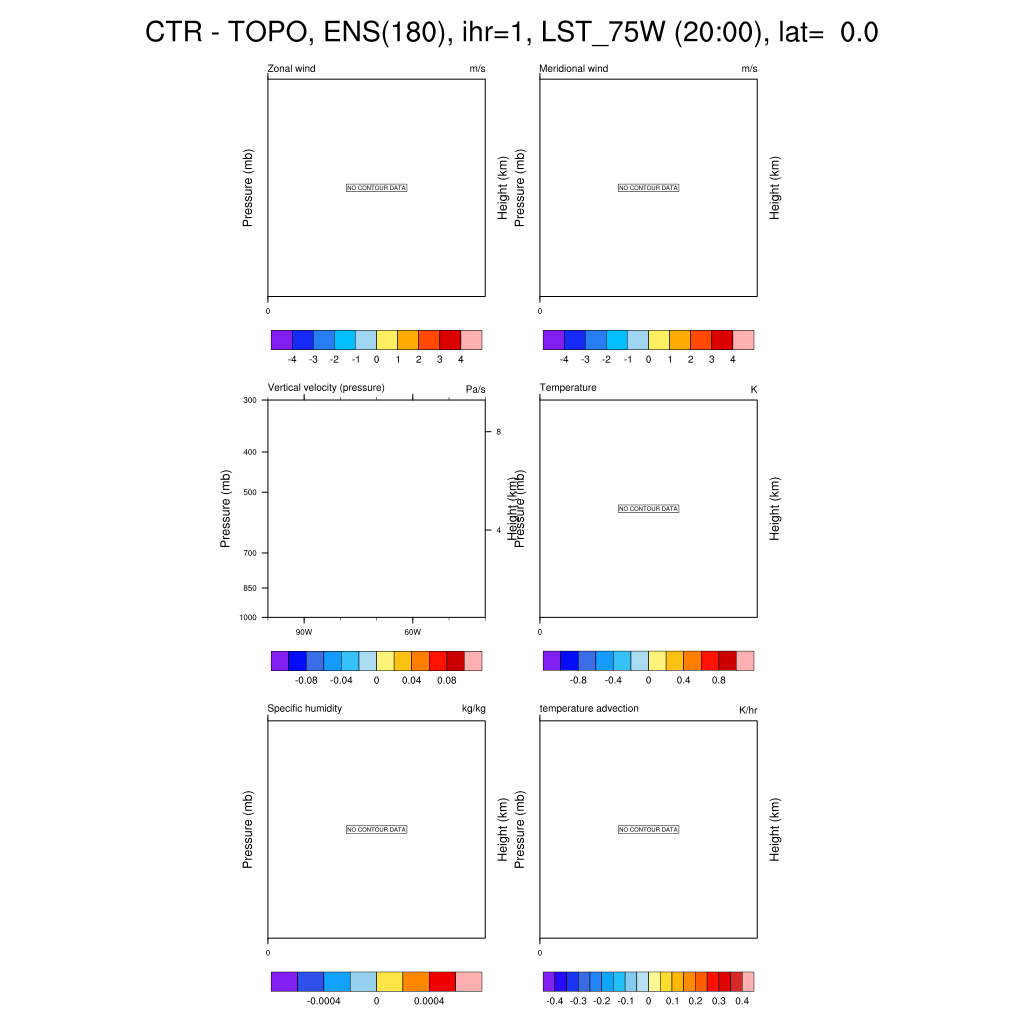 CTR - TOPO, ENS(180), ihr=1, LST_75W (20:00), lat=  0.0
Zonal wind m/s
Pressure (mb)
NO CONTOUR DATA
Height (km)
0
-4 -3 -2 -1 0 1 2 3 4
Meridional wind m/s
Pressure (mb)
NO CONTOUR DATA
Height (km)
0
-4 -3 -2 -1 0 1 2 3 4
Vertical velocity (pressure) Pa/s
Pressure (mb)
300
400
500
700
850
1000
8
4
Height (km)
90W 60W
-0.08 -0.04 0 0.04 0.08
Temperature K
Pressure (mb)
NO CONTOUR DATA
Height (km)
0
-0.8 -0.4 0 0.4 0.8
Specific humidity kg/kg
Pressure (mb)
NO CONTOUR DATA
Height (km)
0
-0.0004 0 0.0004
temperature advection K/hr
Pressure (mb)
NO CONTOUR DATA
Height (km)
0
-0.4 -0.3 -0.2 -0.1 0 0.1 0.2 0.3 0.4